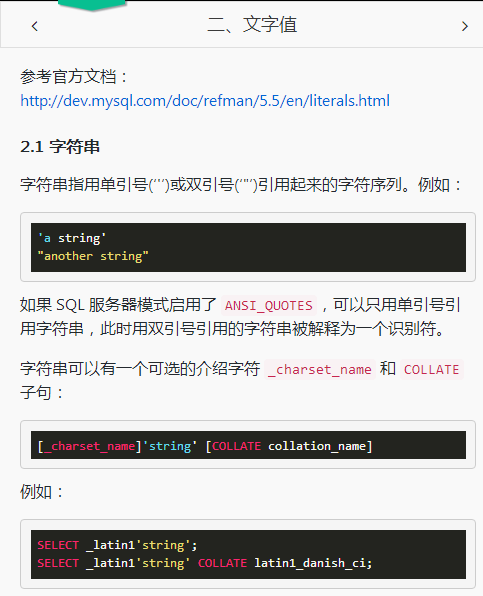 二、文字值
参考官方文档：
http://dev.mysql.com/doc/refman/5.5/en/literals.html
2.1 字符串
字符串指用单引号(‘'’)或双引号(‘"’)引用起来的字符序列。例如：
'a string'
"another string"
如果 SQL 服务器模式启用了 ANSI_QUOTES，可以只用单引号引
用字符串，此时用双引号引用的字符串被解释为一个识别符。
字符串可以有一个可选的介绍字符 _charset_name 和 COLLATE
子句：
[_charset_name]'string' [COLLATE collation_name]
例如：
SELECT _latin1'string';
SELECT _latin1'string' COLLATE latin1_danish_ci;